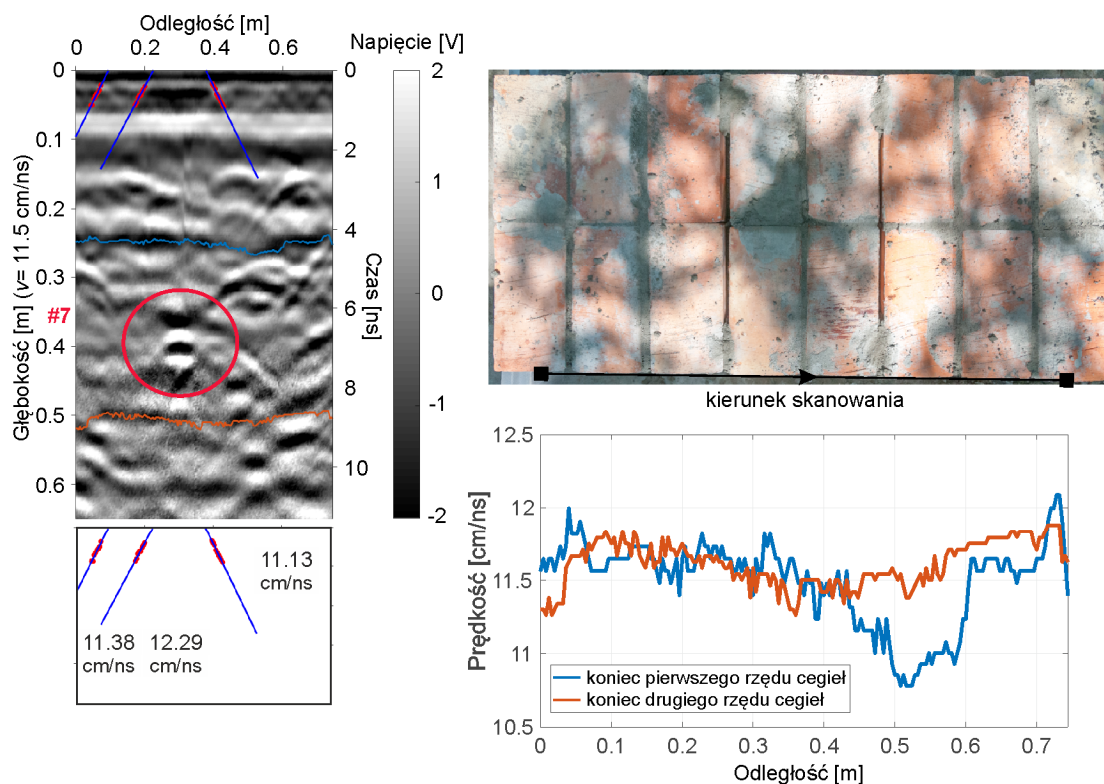 Odległość [m]
0 0.2 0.4 0.6
Napięcie [V]
0
0.1
0.2
0.3
0.4
0.5
0.6
Głębokość [m] (v= 11.5 cm/ns)
#7
0
2
4
6
8
10
Czas [ns]
2
1
0
-1
-2
kierunek skanowania
11.13
cm/ns
11.38
cm/ns
12.29
cm/ns
12.5
12
11.5
11
10.5
Prędkość [cm/ns]
koniec pierwszego rzędu cegieł
koniec drugiego rzędu cegieł
0 0.1 0.2 0.3 0.4 0.5 0.6 0.7
Odległość [m]